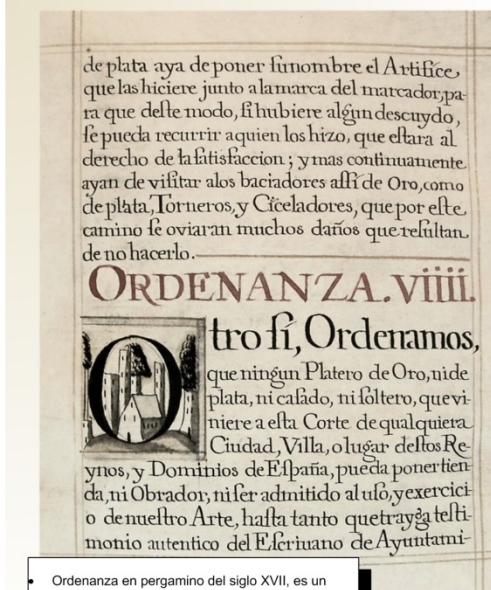 de plata aya de poner ſu nombre el Artifice,
que las hiciere junto a la marca del marcador, pa-
ra que deſte modo, ſi hubiere algun descuydo,
ſe pueda recurrir a quien los hizo, que eſtara al
derecho de la ſatisfaccion; y mas continuamente
ayan de viſitar alos baciadores aſſi de Oro, como
de plata, Torneros, y Ciceladores, que por eſte
camino ſe oviaran muchos daños que reſultan
de no hacerlo.
ORDENANZA. VIIII.
Otro ſi, Ordenamos,
que ningun Platero de Oro, ni de
plata, ni caſado, ni ſoltero, que vi-
niere a eſta Corte de qualquiera
Ciudad, Villa, o lugar deſtos Re-
ynos, y Dominios de Eſpaña, pueda poner tien-
da, ni Obrador, ni ſer admitido al uſo, y exercici-
o de nueſtro Arte, haſta tanto que trayga teſti-
monio autentico del Eſcriuano de Ayuntami-
• Ordenanza en pergamino del siglo XVII, es un